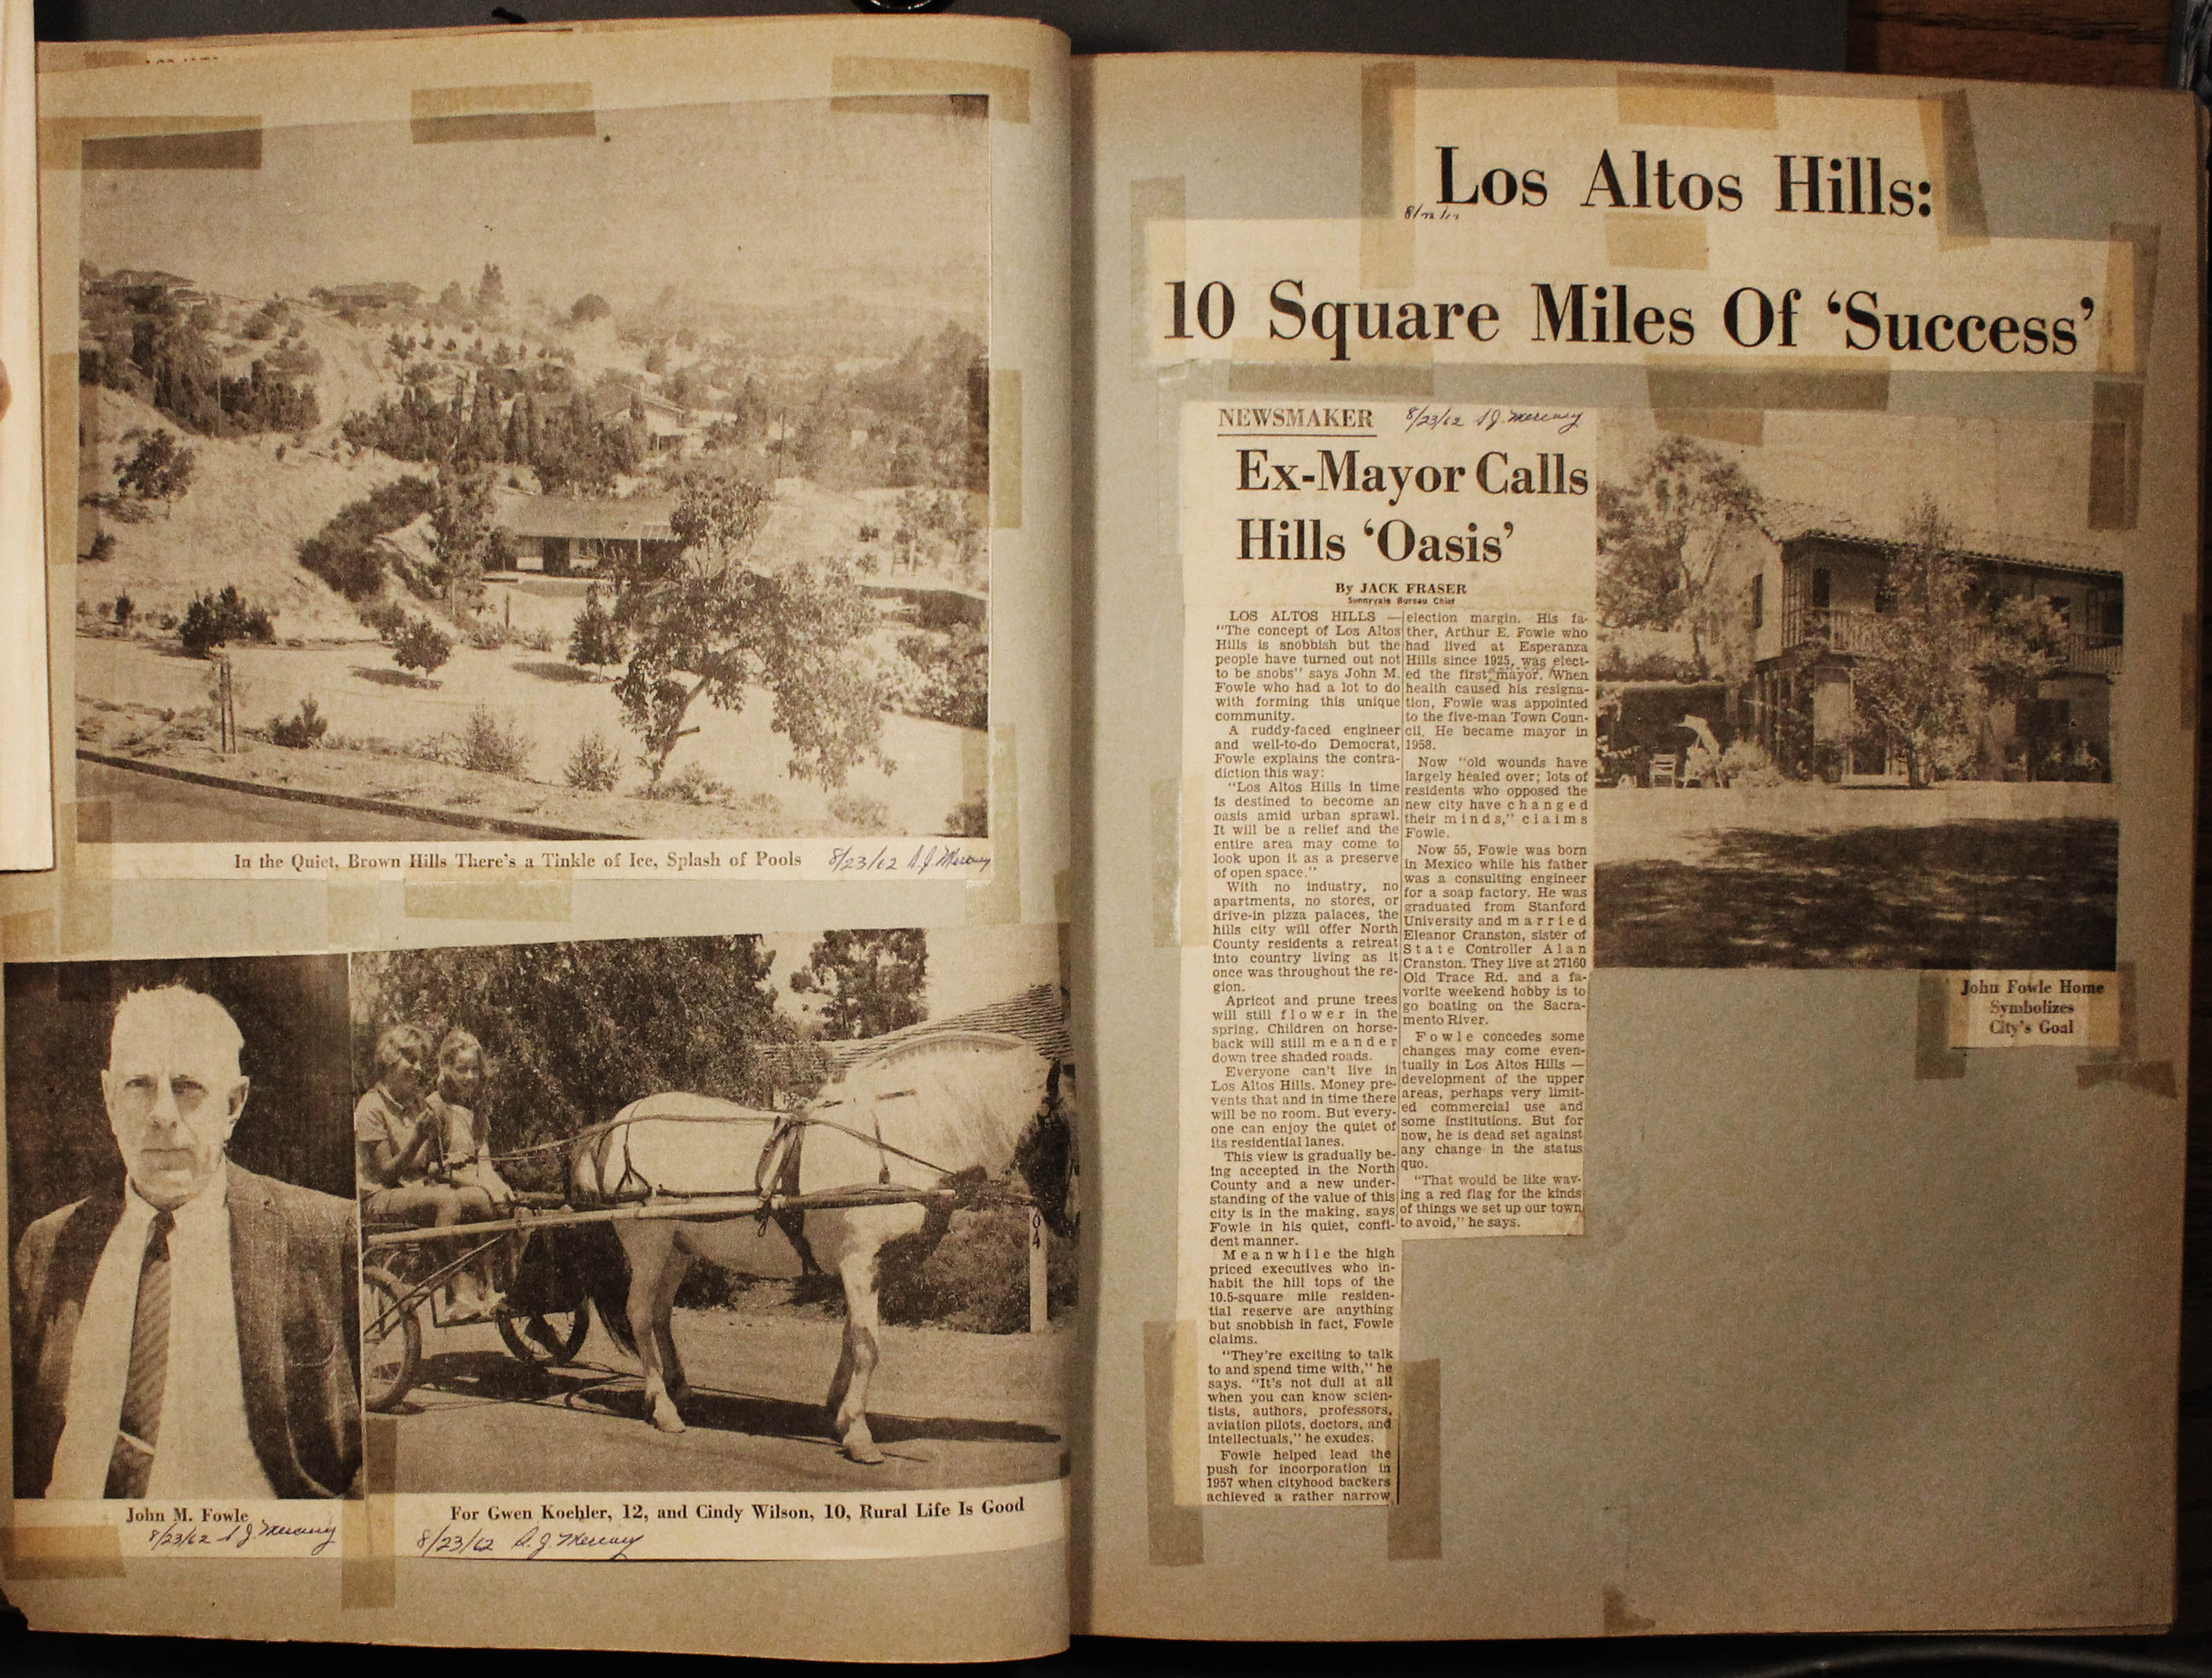 In the Quiet, Brown Hills There's a Tinkle of Ice, Splash of Pools
8/23/62 S.J. Mercury
John M. Fowle
8/23/62 S J Mercury
For Gwen Koehler, 12, and Cindy Wilson, 10, Rural Life Is Good
8/23/62 S.J. Mercury
04
Los Altos Hills:
10 Square Miles Of ‘Success’
NEWSMAKER
8/23/62 S.J. Mercury
Ex-Mayor Calls
Hills ‘Oasis’
By JACK FRASER
Sunnyvale Bureau Chief
LOS ALTOS HILLS —
"The concept of Los Altos
Hills is snobbish but the
people have turned out not
to be snobs" says John M.
Fowle who had a lot to do
with forming this unique
community.
A ruddy-faced engineer
and well-to-do Democrat,
Fowle explains the contra-
diction this way:
"Los Altos Hills in time
is destined to become an
oasis amid urban sprawl.
It will be a relief and the
entire area may come to
look upon it as a preserve
of open space."
With no industry, no
apartments, no stores, or
drive-in pizza palaces, the
hills city will offer North
County residents a retreat
into country living as it
once was throughout the re-
gion.
Apricot and prune trees
will still flower in the
spring. Children on horse-
back will still meander
down tree shaded roads.
Everyone can't live in
Los Altos Hills. Money pre-
vents that and in time there
will be no room. But every-
one can enjoy the quiet of
its residential lanes.
This view is gradually be-
ing accepted in the North
County and a new under-
standing of the value of this
city is in the making, says
Fowle in his quiet, confi-
dent manner.
Meanwhile the high
priced executives who in-
habit the hill tops of the
10.5-square mile residen-
tial reserve are anything
but snobbish in fact, Fowle
claims.
"They're exciting to talk
to and spend time with," he
says. "It's not dull at all
when you can know scien-
tists, authors, professors,
aviation pilots, doctors, and
intellectuals," he exudes.
Fowle helped lead the
push for incorporation in
1957 when cityhood backers
achieved a rather narrow
election margin. His fa-
ther, Arthur E. Fowle who
had lived at Esperanza
Hills since 1925, was elect-
ed the first mayor. When
health caused his resigna-
tion, Fowle was appointed
to the five-man Town Coun-
cil. He became mayor in
1958.
Now "old wounds have
largely healed over; lots of
residents who opposed the
new city have changed
their minds," claims
Fowle.
Now 55, Fowle was born
in Mexico while his father
was a consulting engineer
for a soap factory. He was
graduated from Stanford
University and married
Eleanor Cranston, sister of
State Controller Alan
Cranston. They live at 27160
Old Trace Rd. and a fa-
vorite weekend hobby is to
go boating on the Sacra-
mento River.
Fowle concedes some
changes may come even-
tually in Los Altos Hills —
development of the upper
areas, perhaps very limit-
ed commercial use and
some institutions. But for
now, he is dead set against
any change in the status
quo.
"That would be like wav-
ing a red flag for the kinds
of things we set up our town
to avoid," he says.
John Fowle Home
Symbolizes
City's Goal